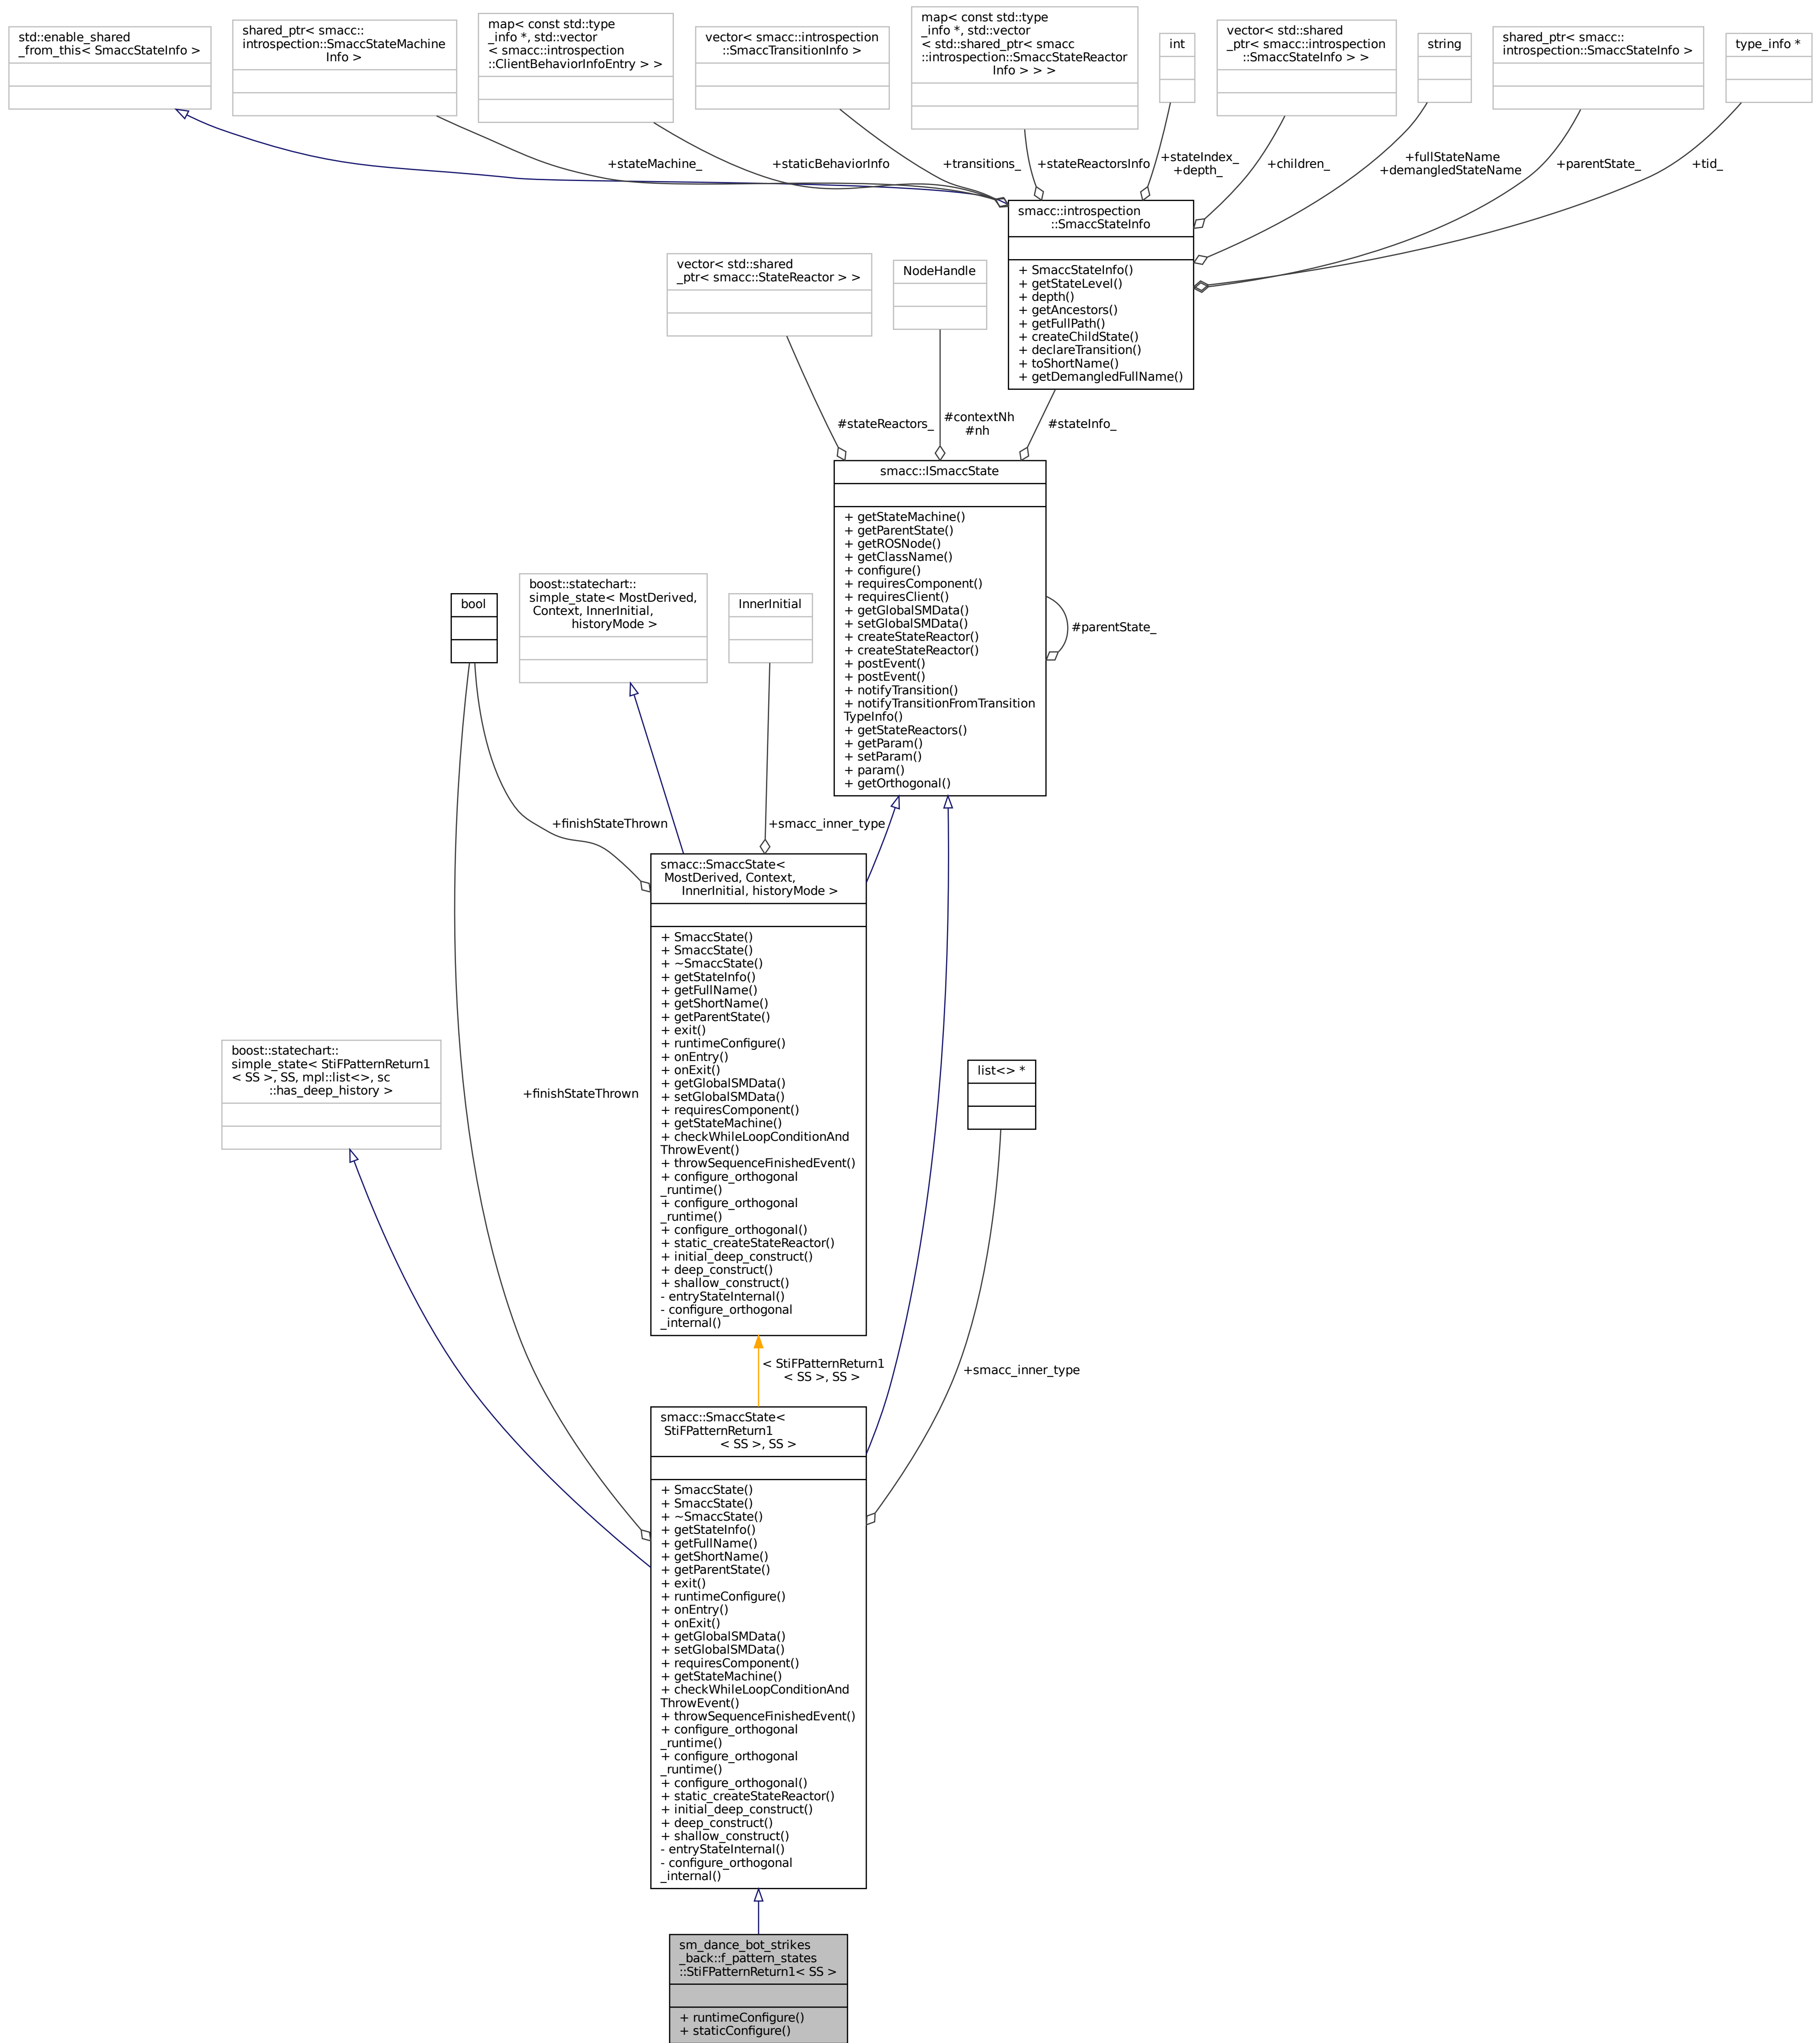 std::enable_shared
_from_this< SmaccStateInfo >
shared_ptr< smacc::
introspection::SmaccStateMachine
Info >
map< const std::type
_info *, std::vector
< smacc::introspection
::ClientBehaviorInfoEntry > >
vector< smacc::introspection
::SmaccTransitionInfo >
map< const std::type
_info *, std::vector
< std::shared_ptr< smacc
::introspection::SmaccStateReactor
Info > > >
int
vector< std::shared
_ptr< smacc::introspection
::SmaccStateInfo > >
string
shared_ptr< smacc::
introspection::SmaccStateInfo >
type_info *
+stateMachine_
+staticBehaviorInfo
+transitions_
+stateReactorsInfo
+stateIndex_
+depth_
+children_
+fullStateName
+demangledStateName
+parentState_
+tid_
smacc::introspection
::SmaccStateInfo
+ SmaccStateInfo()
+ getStateLevel()
+ depth()
+ getAncestors()
+ getFullPath()
+ createChildState()
+ declareTransition()
+ toShortName()
+ getDemangledFullName()
vector< std::shared
_ptr< smacc::StateReactor > >
NodeHandle
#stateReactors_
#contextNh
#nh
#stateInfo_
smacc::ISmaccState
+ getStateMachine()
+ getParentState()
+ getROSNode()
+ getClassName()
+ configure()
+ requiresComponent()
+ requiresClient()
+ getGlobalSMData()
+ setGlobalSMData()
+ createStateReactor()
+ createStateReactor()
+ postEvent()
+ postEvent()
+ notifyTransition()
+ notifyTransitionFromTransition
TypeInfo()
+ getStateReactors()
+ getParam()
+ setParam()
+ param()
+ getOrthogonal()
#parentState_
bool
boost::statechart::
simple_state< MostDerived,
Context, InnerInitial,
historyMode >
InnerInitial
+finishStateThrown
+smacc_inner_type
smacc::SmaccState<
MostDerived, Context,
InnerInitial, historyMode >
+ SmaccState()
+ SmaccState()
+ ~SmaccState()
+ getStateInfo()
+ getFullName()
+ getShortName()
+ getParentState()
+ exit()
+ runtimeConfigure()
+ onEntry()
+ onExit()
+ getGlobalSMData()
+ setGlobalSMData()
+ requiresComponent()
+ getStateMachine()
+ checkWhileLoopConditionAnd
ThrowEvent()
+ throwSequenceFinishedEvent()
+ configure_orthogonal
_runtime()
+ configure_orthogonal
_runtime()
+ configure_orthogonal()
+ static_createStateReactor()
+ initial_deep_construct()
+ deep_construct()
+ shallow_construct()
- entryStateInternal()
- configure_orthogonal
_internal()
boost::statechart::
simple_state< StiFPatternReturn1
< SS >, SS, mpl::list<>, sc
::has_deep_history >
+finishStateThrown
list<> *
< StiFPatternReturn1
< SS >, SS >
+smacc_inner_type
smacc::SmaccState<
StiFPatternReturn1
< SS >, SS >
+ SmaccState()
+ SmaccState()
+ ~SmaccState()
+ getStateInfo()
+ getFullName()
+ getShortName()
+ getParentState()
+ exit()
+ runtimeConfigure()
+ onEntry()
+ onExit()
+ getGlobalSMData()
+ setGlobalSMData()
+ requiresComponent()
+ getStateMachine()
+ checkWhileLoopConditionAnd
ThrowEvent()
+ throwSequenceFinishedEvent()
+ configure_orthogonal
_runtime()
+ configure_orthogonal
_runtime()
+ configure_orthogonal()
+ static_createStateReactor()
+ initial_deep_construct()
+ deep_construct()
+ shallow_construct()
- entryStateInternal()
- configure_orthogonal
_internal()
sm_dance_bot_strikes
_back::f_pattern_states
::StiFPatternReturn1< SS >
+ runtimeConfigure()
+ staticConfigure()